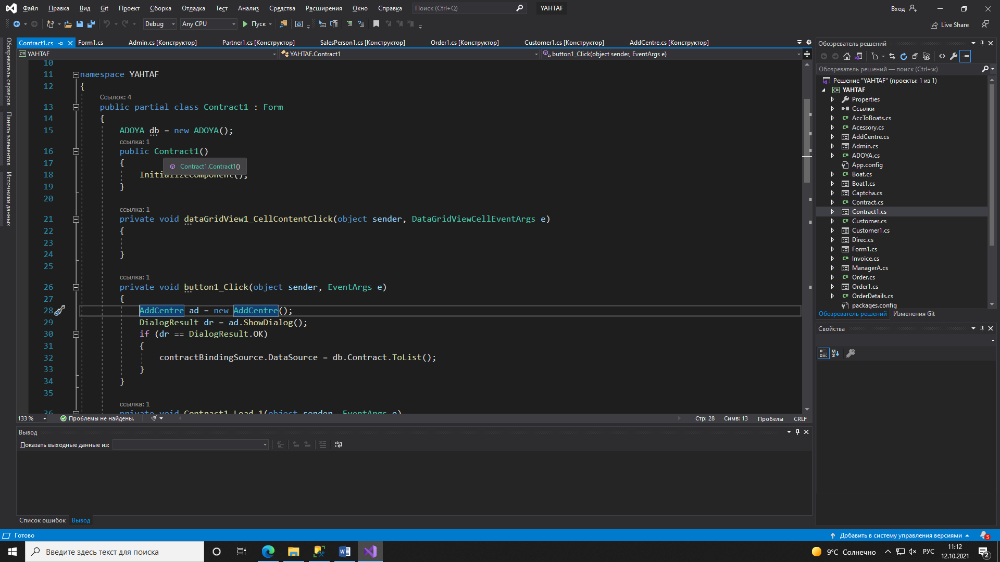 Файл Правка Вид Git Проект Сборка Отладка Тест Анализ Средства Расширения Окно Справка Поиск (Ctrl+Q) YAHTAF Вход
Debug Any CPU Пуск Live Share
Обозреватель серверов
Панель элементов
Источники данных
Contract1.cs Form1.cs Admin.cs [Конструктор] Partner1.cs [Конструктор] SalesPerson1.cs [Конструктор] Order1.cs [Конструктор] Customer1.cs [Конструктор] AddCentre.cs [Конструктор]
YAHTAF YAHTAF.Contract1 button1_Click(object sender, EventArgs e)
10
11 namespace YAHTAF
12 {
Ссылок: 4
13 public partial class Contract1 : Form
14 {
15 ADOYA db = new ADOYA();
ссылка: 1
16 public Contract1()
17 {
Contract1.Contract1()
18 InitializeComponent();
19 }
20
ссылка: 1
21 private void dataGridView1_CellContentClick(object sender, DataGridViewCellEventArgs e)
22 {
23
24 }
25
ссылка: 1
26 private void button1_Click(object sender, EventArgs e)
27 {
28 AddCentre ad = new AddCentre();
29 DialogResult dr = ad.ShowDialog();
30 if (dr == DialogResult.OK)
31 {
32 contractBindingSource.DataSource = db.Contract.ToList();
33 }
34 }
35
ссылка: 1
36 private void Contract1_Load_1(object sender, EventArgs e)
133 % Проблемы не найдены. Стр: 28 Симв: 13 Пробелы CRLF
Вывод
Показать выходные данные из:
Список ошибок Вывод
Обозреватель решений
Обозреватель решений — поиск (Ctrl+ж)
Решение "YAHTAF" (проекты: 1 из 1)
C# YAHTAF
Properties
Ссылки
C# AccToBoats.cs
C# Acessory.cs
AddCentre.cs
Admin.cs
C# ADOYA.cs
App.config
C# Boat.cs
Boat1.cs
Captcha.cs
C# Contract.cs
Contract1.cs
C# Customer.cs
Customer1.cs
Direc.cs
Form1.cs
C# Invoice.cs
ManagerA.cs
C# Order.cs
Order1.cs
C# OrderDetails.cs
packages.config
Обозреватель решений Изменения Git
Свойства
Готово Добавить в систему управления версиями 3
Введите здесь текст для поиска 9°C Солнечно РУС 11:12
12.10.2021 2